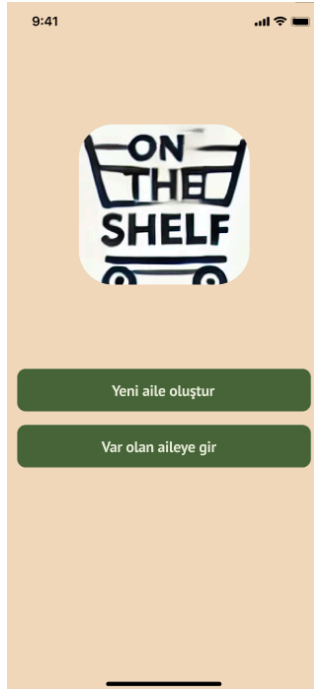 9:41
ON
THE
SHELF
Yeni aile oluştur
Var olan aileye gir